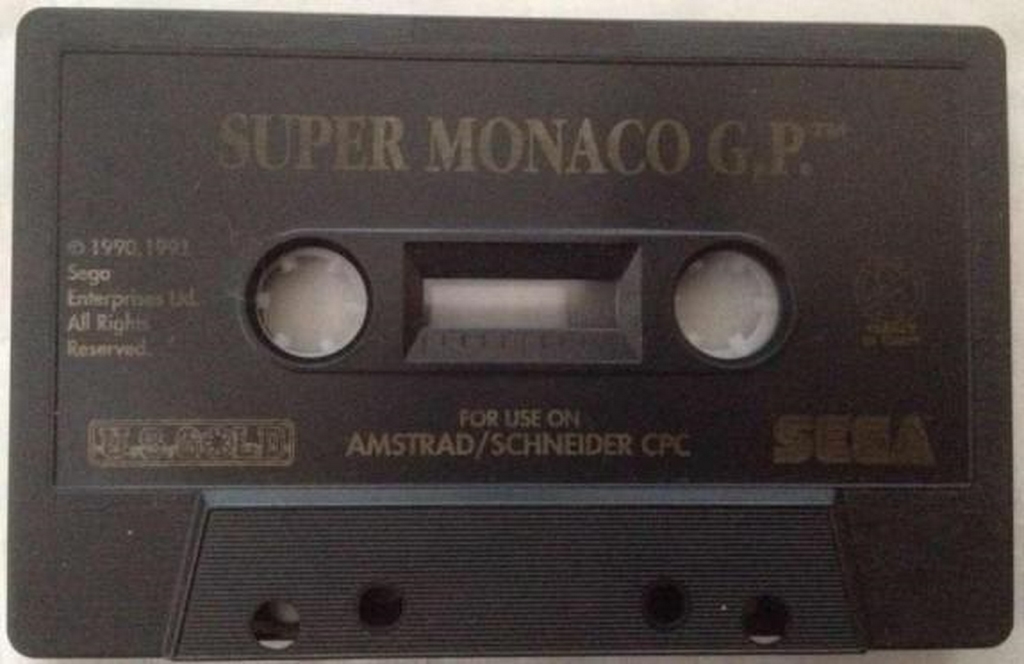 SUPER MONACO G.P.™
© 1990, 1991
Sega
Enterprises Ltd.
All Rights
Reserved.
U.S. GOLD
FOR USE ON
AMSTRAD/SCHNEIDER CPC
SEGA